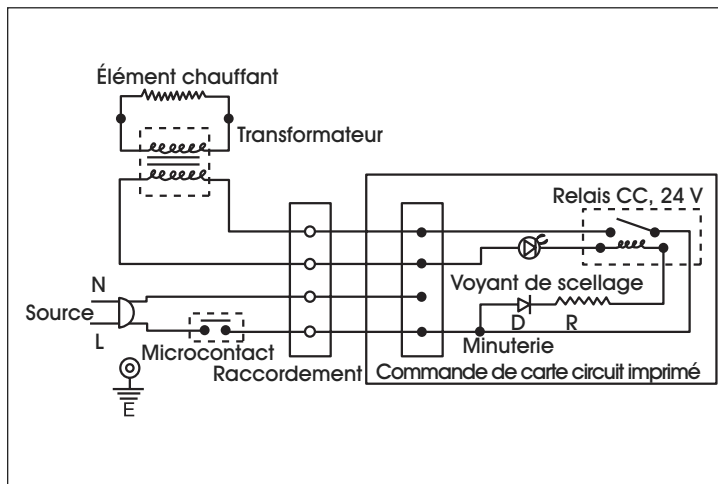 Élément chauffant
Transformateur
Relais CC, 24 V
N
Voyant de scellage
Source
L
D
R
Microcontact
Minuterie
Raccordement
Commande de carte circuit imprimé
E